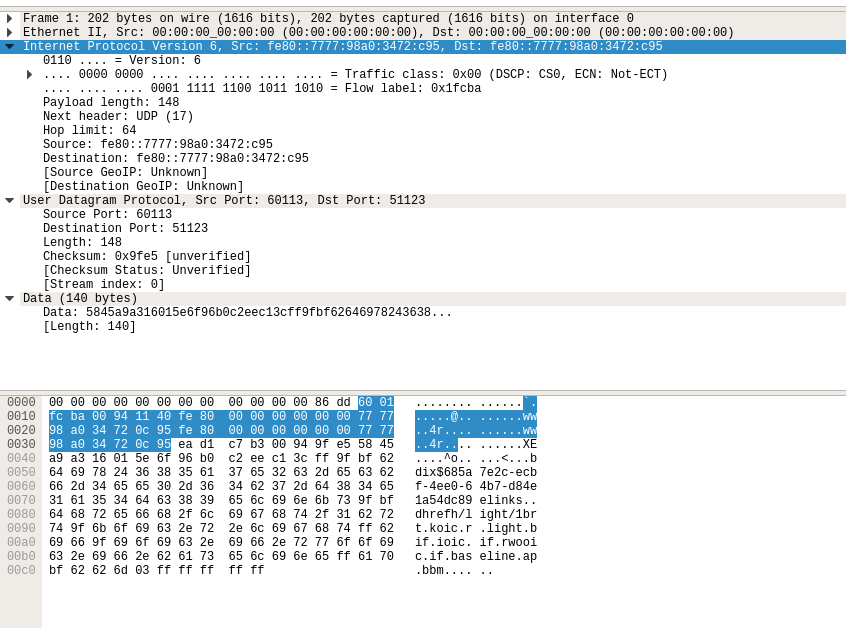 Frame 1: 202 bytes on wire (1616 bits), 202 bytes captured (1616 bits) on interface 0
Ethernet II, Src: 00:00:00_00:00:00 (00:00:00:00:00:00), Dst: 00:00:00_00:00:00 (00:00:00:00:00:00)
Internet Protocol Version 6, Src: fe80::7777:98a0:3472:c95, Dst: fe80::7777:98a0:3472:c95
0110 .... = Version: 6
.... 0000 0000 .... .... .... .... .... = Traffic class: 0x00 (DSCP: CS0, ECN: Not-ECT)
.... .... .... 0001 1111 1100 1011 1010 = Flow label: 0x1fcba
Payload length: 148
Next header: UDP (17)
Hop limit: 64
Source: fe80::7777:98a0:3472:c95
Destination: fe80::7777:98a0:3472:c95
[Source GeoIP: Unknown]
[Destination GeoIP: Unknown]
User Datagram Protocol, Src Port: 60113, Dst Port: 51123
Source Port: 60113
Destination Port: 51123
Length: 148
Checksum: 0x9fe5 [unverified]
[Checksum Status: Unverified]
[Stream index: 0]
Data (140 bytes)
Data: 5845a9a316015e6f96b0c2eec13cff9fbf62646978243638...
[Length: 140]
0000 00 00 00 00 00 00 00 00 00 00 00 00 86 dd 60 01 ........ ......`.
0010 fc ba 00 94 11 40 fe 80 00 00 00 00 00 00 77 77 .....@.. ......ww
0020 98 a0 34 72 0c 95 fe 80 00 00 00 00 00 00 77 77 ..4r.... ......ww
0030 98 a0 34 72 0c 95 ea d1 c7 b3 00 94 9f e5 58 45 ..4r.... ......XE
0040 a9 a3 16 01 5e 6f 96 b0 c2 ee c1 3c ff 9f bf 62 ....^o.. ...<...b
0050 64 69 78 24 36 38 35 61 37 65 32 63 2d 65 63 62 dix$685a 7e2c-ecb
0060 66 2d 34 65 65 30 2d 36 34 62 37 2d 64 38 34 65 f-4ee0-6 4b7-d84e
0070 31 61 35 34 64 63 38 39 65 6c 69 6e 6b 73 9f bf 1a54dc89 elinks..
0080 64 68 72 65 66 68 2f 6c 69 67 68 74 2f 31 62 72 dhrefh/l ight/1br
0090 74 9f 6b 6f 69 63 2e 72 2e 6c 69 67 68 74 ff 62 t.koic.r .light.b
00a0 69 66 9f 69 6f 69 63 2e 69 66 2e 72 77 6f 6f 69 if.ioic. if.rwooi
00b0 63 2e 69 66 2e 62 61 73 65 6c 69 6e 65 ff 61 70 c.if.bas eline.ap
00c0 bf 62 62 6d 03 ff ff ff ff ff .bbm.... ..